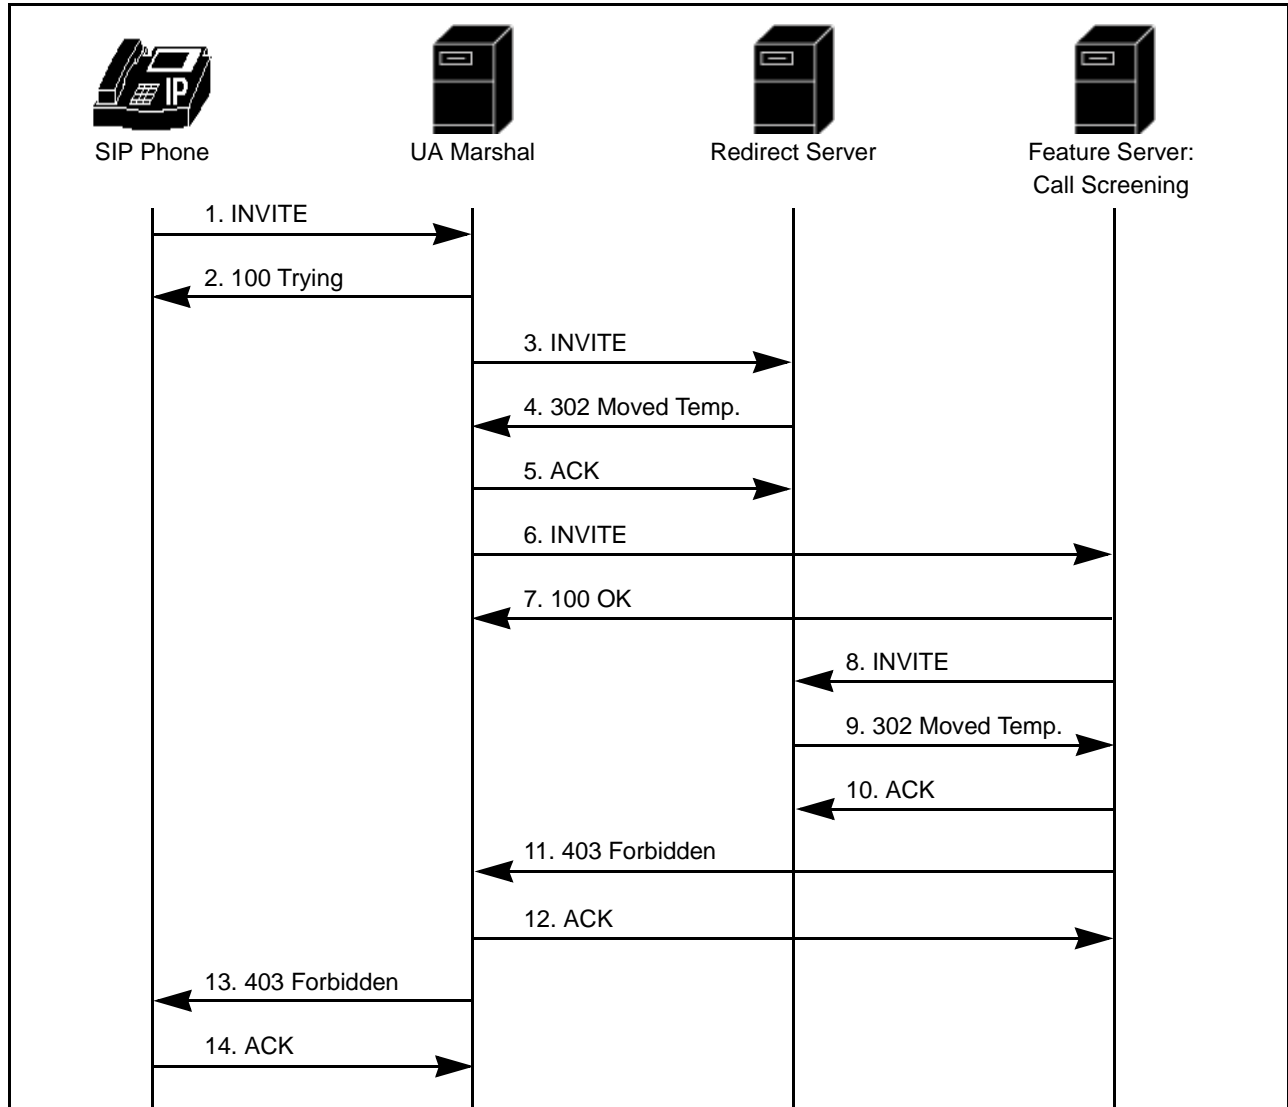 IP
SIP Phone
UA Marshal
Redirect Server
Feature Server:
Call Screening
1. INVITE
2. 100 Trying
3. INVITE
4. 302 Moved Temp.
5. ACK
6. INVITE
7. 100 OK
8. INVITE
9. 302 Moved Temp.
10. ACK
11. 403 Forbidden
12. ACK
13. 403 Forbidden
14. ACK